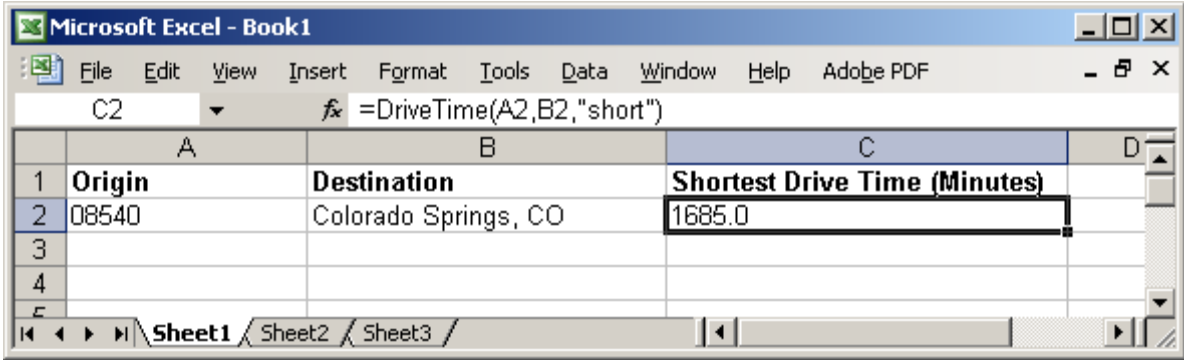 Microsoft Excel - Book1
File Edit View Insert Format Tools Data Window Help Adobe PDF
C2 fx =DriveTime(A2,B2,"short")
A B C D
1 Origin Destination Shortest Drive Time (Minutes)
2 08540 Colorado Springs, CO 1685.0
3
4
5
Sheet1 Sheet2 Sheet3